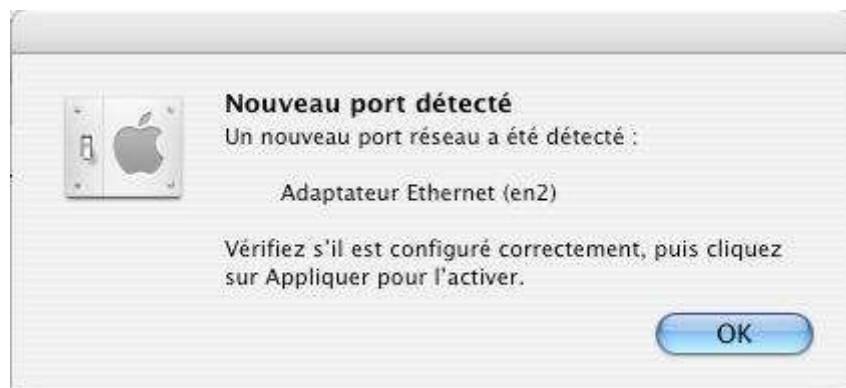 Nouveau port détecté
Un nouveau port réseau a été détecté :
Adaptateur Ethernet (en2)
Vérifiez s'il est configuré correctement, puis cliquez
sur Appliquer pour l'activer.
OK